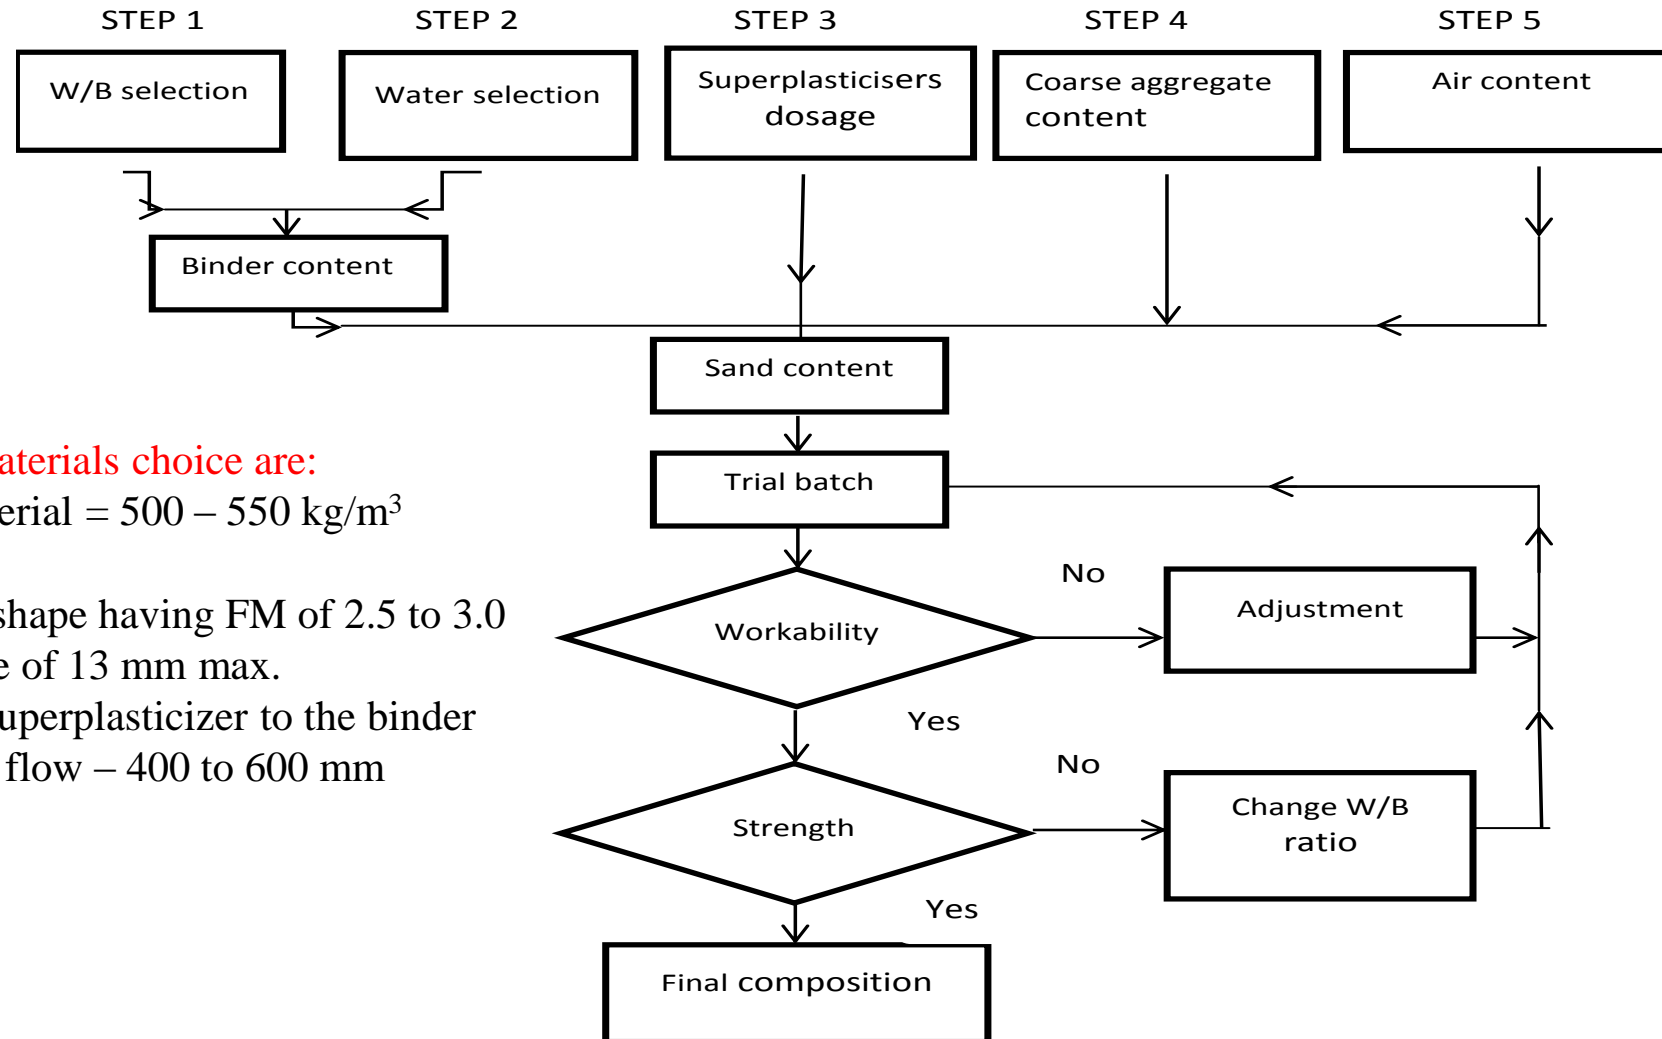 STEP 1
STEP 2
STEP 3
STEP 4
STEP 5
W/B selection
Water selection
Superplasticisers
dosage
Coarse aggregate
content
Air content
Binder content
Sand content
Trial batch
Workability
No
Adjustment
Yes
Strength
No
Change W/B
ratio
Yes
Final composition
aterials choice are:
erial = 500 – 550 kg/m³
shape having FM of 2.5 to 3.0
e of 13 mm max.
uperplasticizer to the binder
flow – 400 to 600 mm